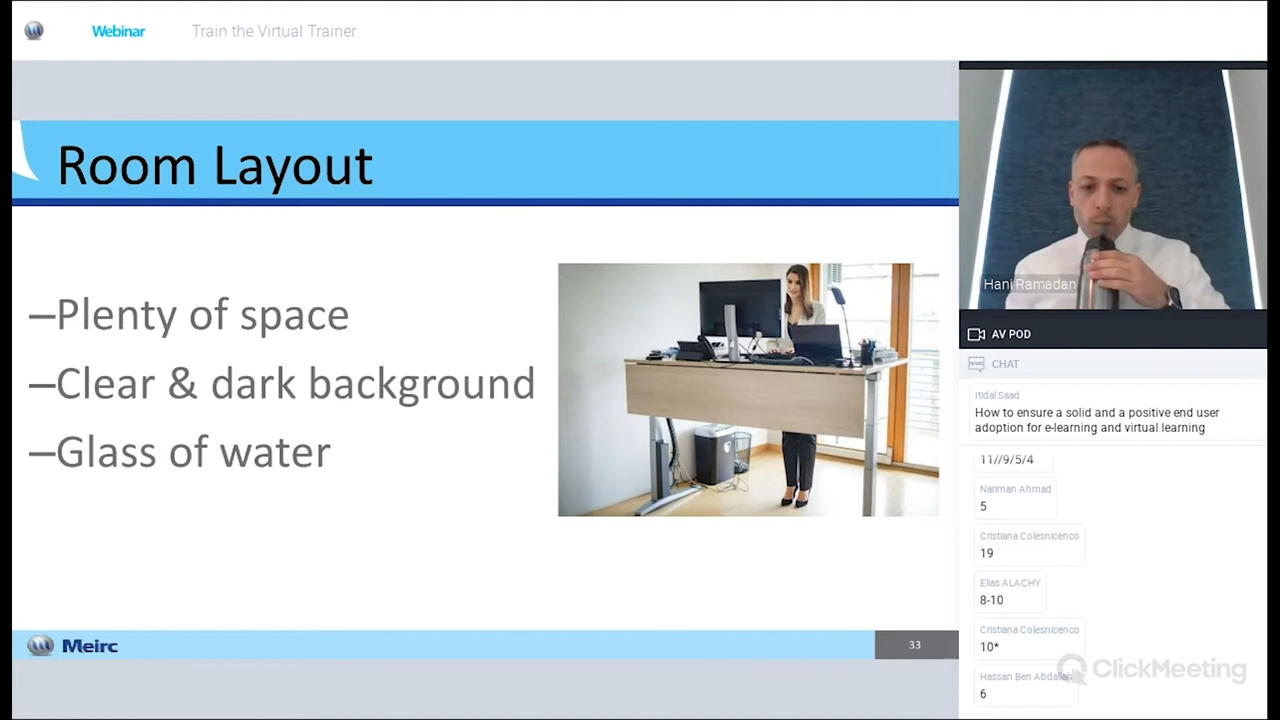 Webinar
Train the Virtual Trainer
Room Layout
–Plenty of space
–Clear & dark background
–Glass of water
Meirc
33
Hani Ramadan
AV POD
CHAT
Itidal Saad
How to ensure a solid and a positive end user
adoption for e-learning and virtual learning
11//9/5/4
Nariman Ahmad
5
Cristiana Colesnicenco
19
Elias ALACHY
8-10
Cristiana Colesnicenco
10*
ClickMeeting
Hassan Ben Abdallah
6